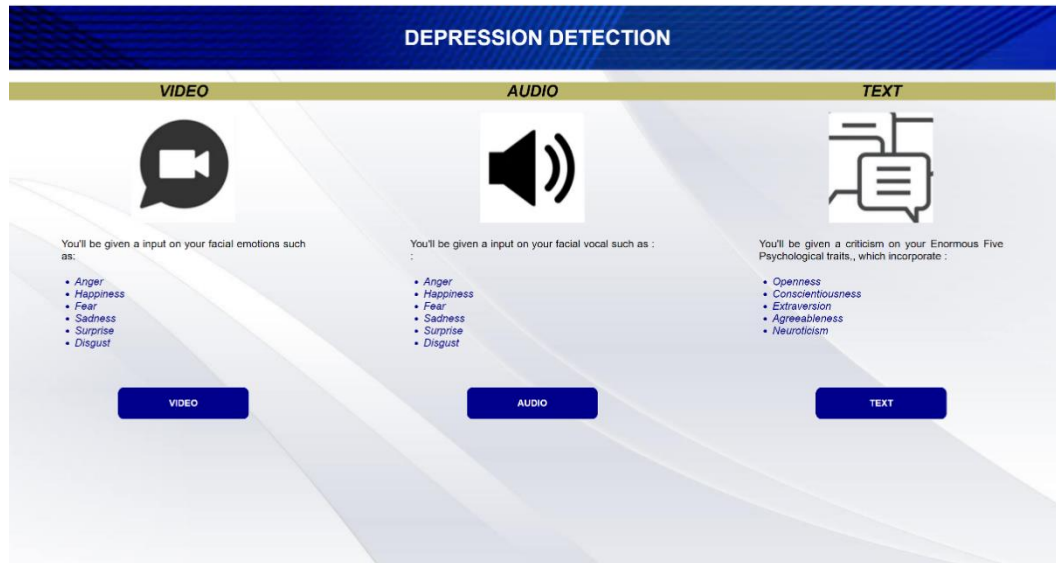 DEPRESSION DETECTION
VIDEO
AUDIO
TEXT
You'll be given a input on your facial emotions such
as:
• Anger
• Happiness
• Fear
• Sadness
• Surprise
• Disgust
VIDEO
You'll be given a input on your facial vocal such as :
:
• Anger
• Happiness
• Fear
• Sadness
• Surprise
• Disgust
AUDIO
You'll be given a criticism on your Enormous Five
Psychological traits,, which incorporate :
• Openness
• Conscientiousness
• Extraversion
• Agreeableness
• Neuroticism
TEXT